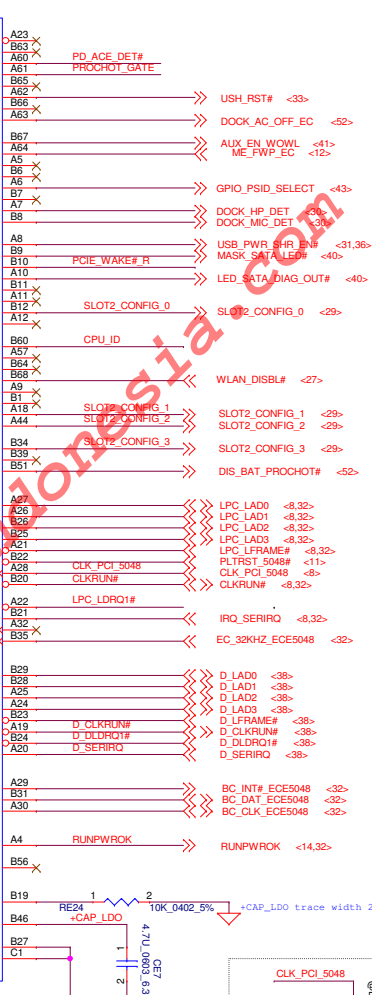 A23
B63
A60 PD_ACE_DET#
A61 PROCHOT_GATE
B65
A62 USH_RST# <33>
B66
A63 DOCK_AC_OFF_EC <52>
B67 AUX_EN_WOWL <41>
A64 ME_FWP_EC <12>
A5
B6
A6 GPIO_PSID_SELECT <43>
B7
A7 DOCK_HP_DET <30>
B8 DOCK_MIC_DET <30>
A8 USB_PWR_SHR_EN# <31,36>
B9 MASK_SATA_LED# <40>
B10 PCIE_WAKE#_R
A10 LED_SATA_DIAG_OUT# <40>
B11
A11
B12 SLOT2_CONFIG_0 SLOT2_CONFIG_0 <29>
A12
B60 CPU_ID
A57
B64
B68 WLAN_DISBL# <27>
A9
B1
A18 SLOT2_CONFIG_1 SLOT2_CONFIG_1 <29>
A44 SLOT2_CONFIG_2 SLOT2_CONFIG_2 <29>
B34 SLOT2_CONFIG_3 SLOT2_CONFIG_3 <29>
B39
B51 DIS_BAT_PROCHOT# <52>
A27 LPC_LAD0 <8,32>
A26 LPC_LAD1 <8,32>
B26 LPC_LAD2 <8,32>
B25 LPC_LAD3 <8,32>
A21 LPC_LFRAME# <8,32>
B22 PLTRST_5048# <11>
A28 CLK_PCI_5048 CLK_PCI_5048 <8>
B20 CLKRUN# CLKRUN# <8,32>
A22 LPC_LDRQ1#
B21 IRQ_SERIRQ <8,32>
A32
B35 EC_32KHZ_ECE5048 <32>
B29 D_LAD0 <38>
B28 D_LAD1 <38>
A25 D_LAD2 <38>
A24 D_LAD3 <38>
B23 D_LFRAME# <38>
A19 D_CLKRUN# D_CLKRUN# <38>
B24 D_DLDRQ1# D_DLDRQ1# <38>
A20 D_SERIRQ D_SERIRQ <38>
A29 BC_INT#_ECE5048 <32>
B31 BC_DAT_ECE5048 <32>
A30 BC_CLK_ECE5048 <32>
A4 RUNPWROK RUNPWROK <14,32>
B56
B19 1 2
RE24 10K_0402_5% +CAP_LDO trace width 2
B46 +CAP_LDO
B27
C1
1
2
CE7
4.7U_0603_6.3
CLK_PCI_5048
@
donesia.com